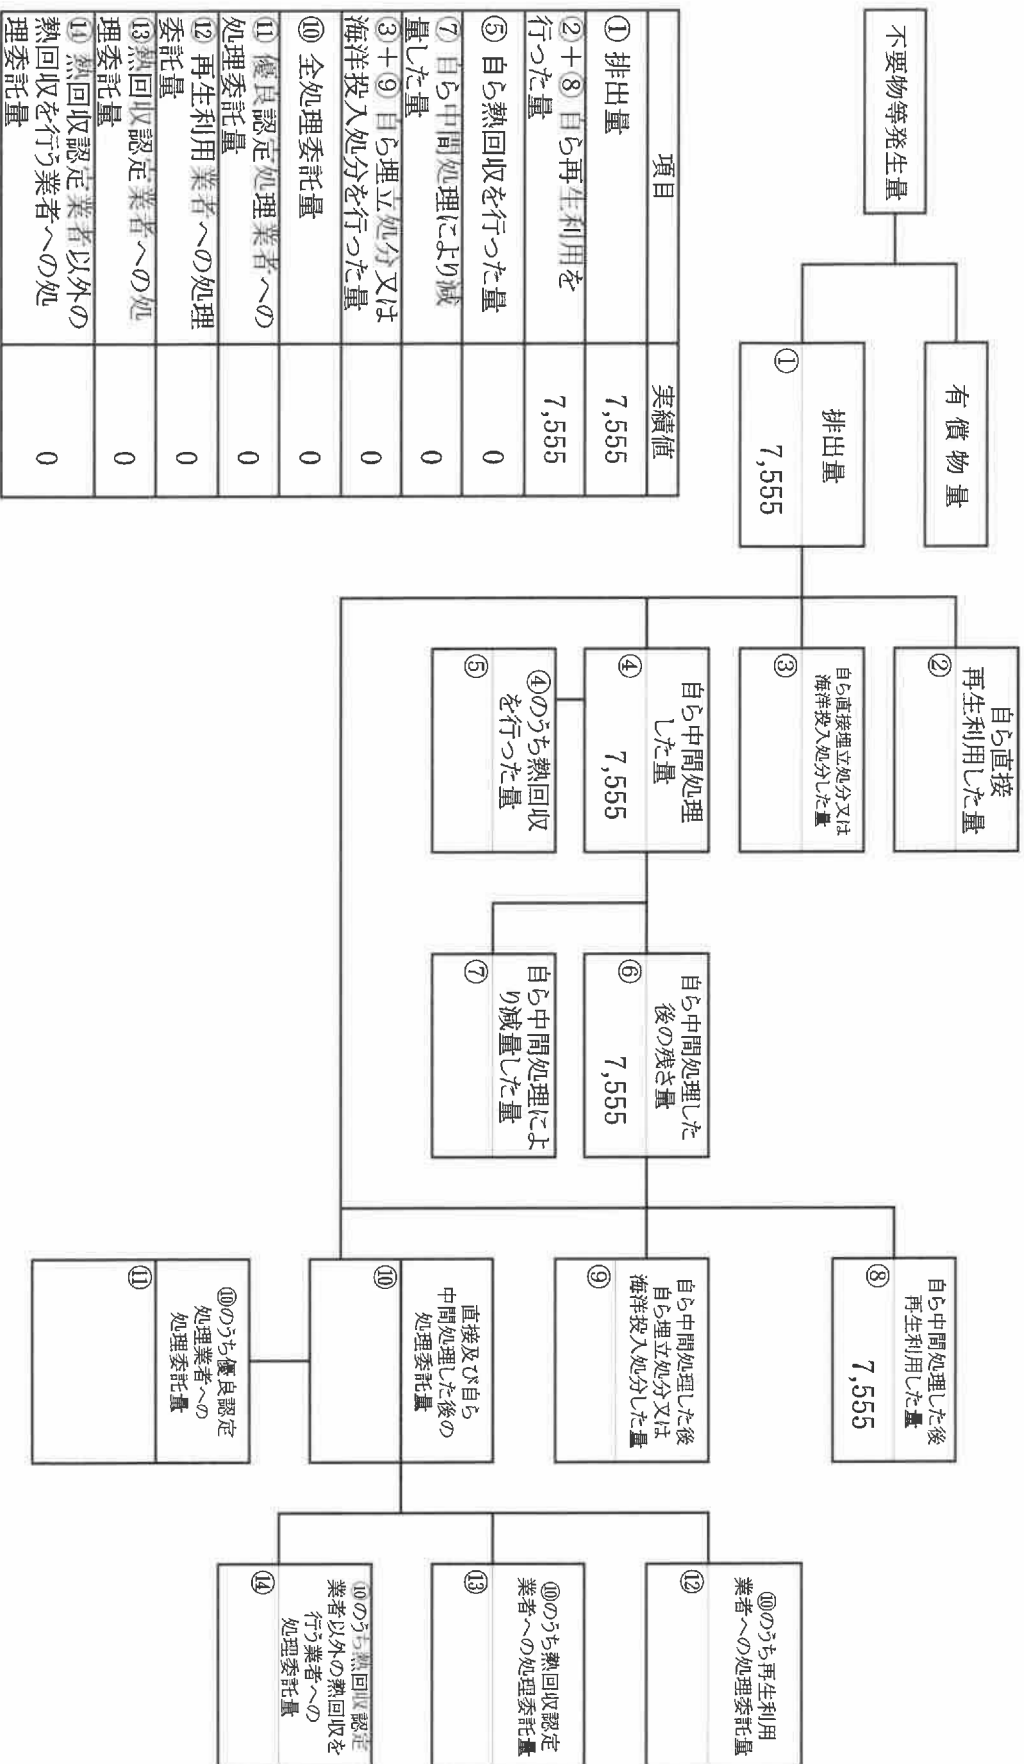 不要物等発生量
有償物量
排出量
①
7,555
自ら直接
再生利用した量
②
自ら直接埋立処分又は
海洋投入処分した量
③
自ら中間処理
した量
④
7,555
④のうち熱回収
を行った量
⑤
自ら中間処理した
後の残さ量
⑥
7,555
自ら中間処理によ
り減量した量
⑦
自ら中間処理した後
再生利用した量
⑧
7,555
自ら中間処理した後
自ら埋立処分又は
海洋投入処分した量
⑨
直接及び自ら
中間処理した後の
処理委託量
⑩
⑩のうち優良認定
処理業者への
処理委託量
⑪
⑩のうち再生利用
業者への処理委託量
⑫
⑩のうち熱回収認定
業者への処理委託量
⑬
⑩のうち熱回収認定
業者以外の熱回収を
行う業者への
処理委託量
⑭
項目 実績値
① 排出量 7,555
②+⑧ 自ら再生利用を
行った量 7,555
⑤ 自ら熱回収を行った量 0
⑦ 自ら中間処理により減
量した量 0
③+⑨ 自ら埋立処分又は
海洋投入処分を行った量 0
⑩ 全処理委託量 0
⑪ 優良認定処理業者への
処理委託量 0
⑫ 再生利用業者への処理
委託量 0
⑬熱回収認定業者への処
理委託量 0
⑭ 熱回収認定業者以外の
熱回収を行う業者への処
理委託量 0